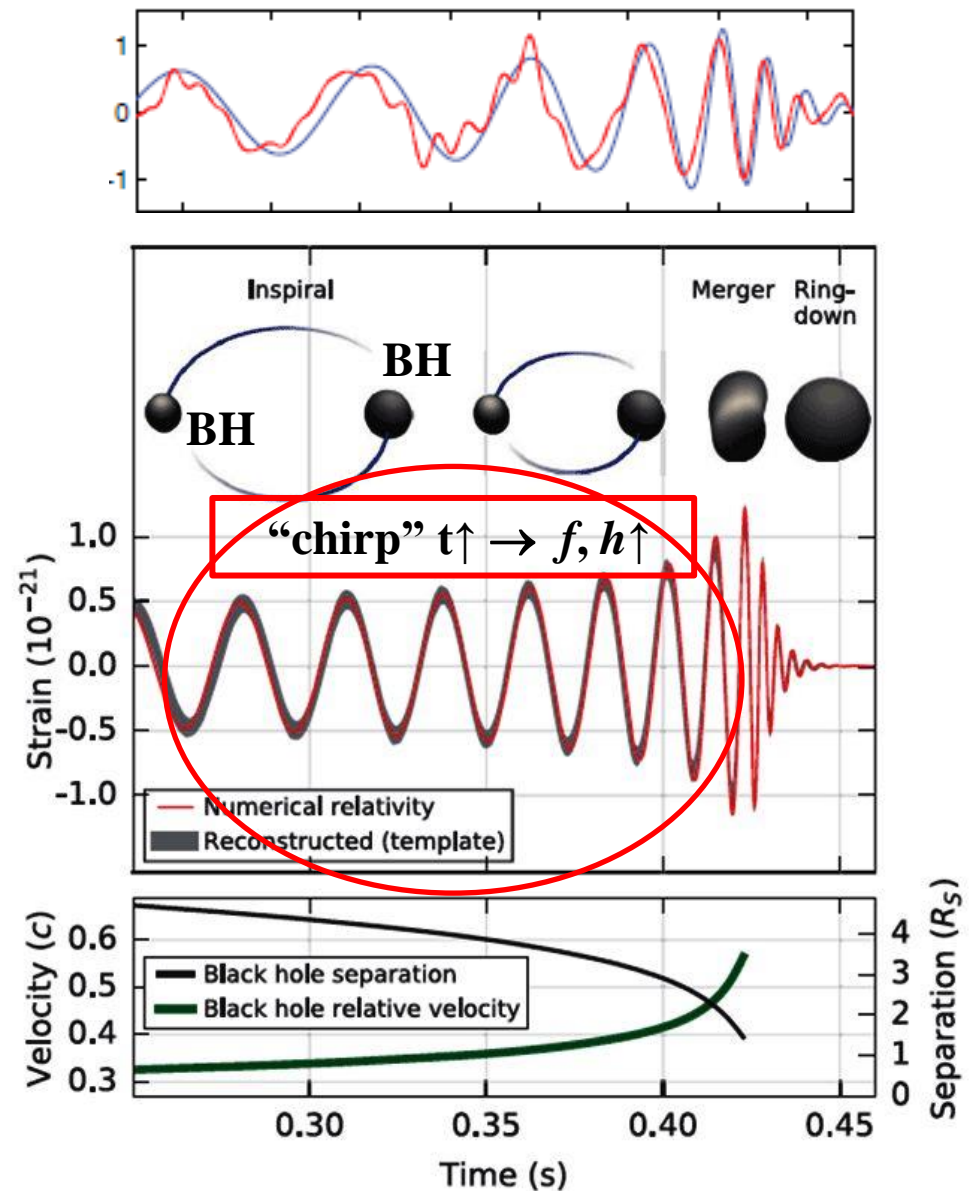 1
0
-1
Inspiral
Merger
Ring-
down
BH
BH
“chirp” t↑ → f, h↑
1.0
0.5
0.0
-0.5
-1.0
Strain (10⁻²¹)
Numerical relativity
Reconstructed (template)
0.6
0.5
0.4
0.3
Velocity (c)
Black hole separation
Black hole relative velocity
4
3
2
1
0
Separation (R_S)
0.30 0.35 0.40 0.45
Time (s)